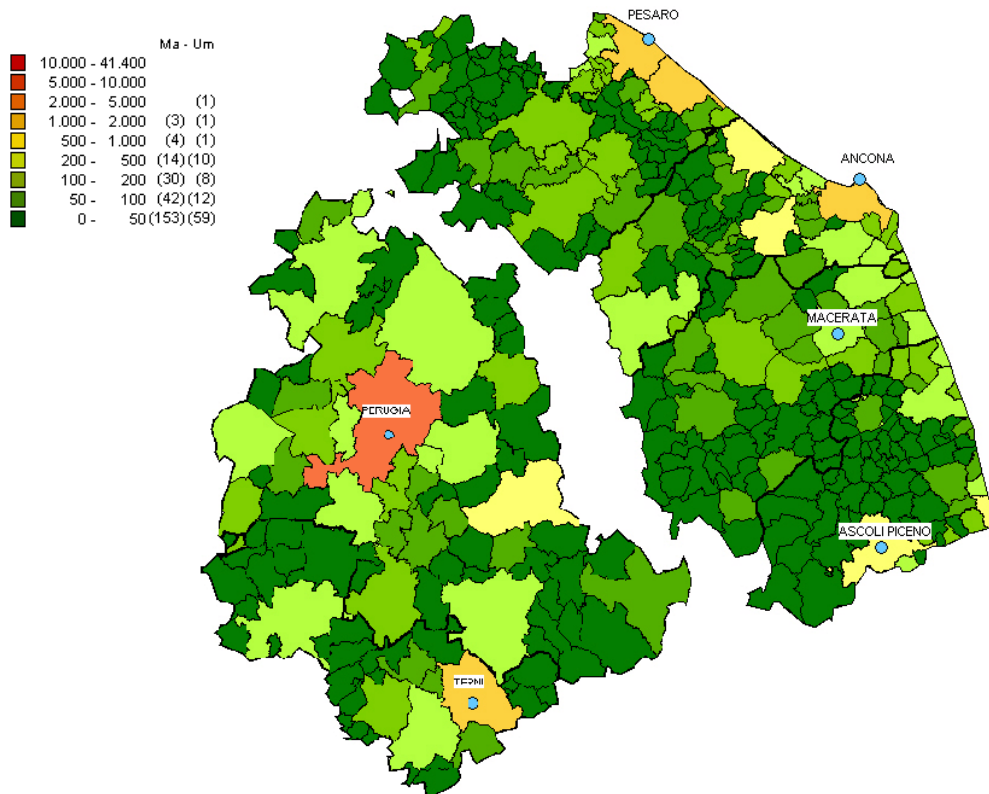 PESARO
Ma - Um
10.000 - 41.400
5.000 - 10.000
2.000 - 5.000 (1)
1.000 - 2.000 (3) (1)
500 - 1.000 (4) (1)
200 - 500 (14) (10)
100 - 200 (30) (8)
50 - 100 (42) (12)
0 - 50 (153) (59)
ANCONA
MACERATA
PERUGIA
ASCOLI PICENO
TERNI